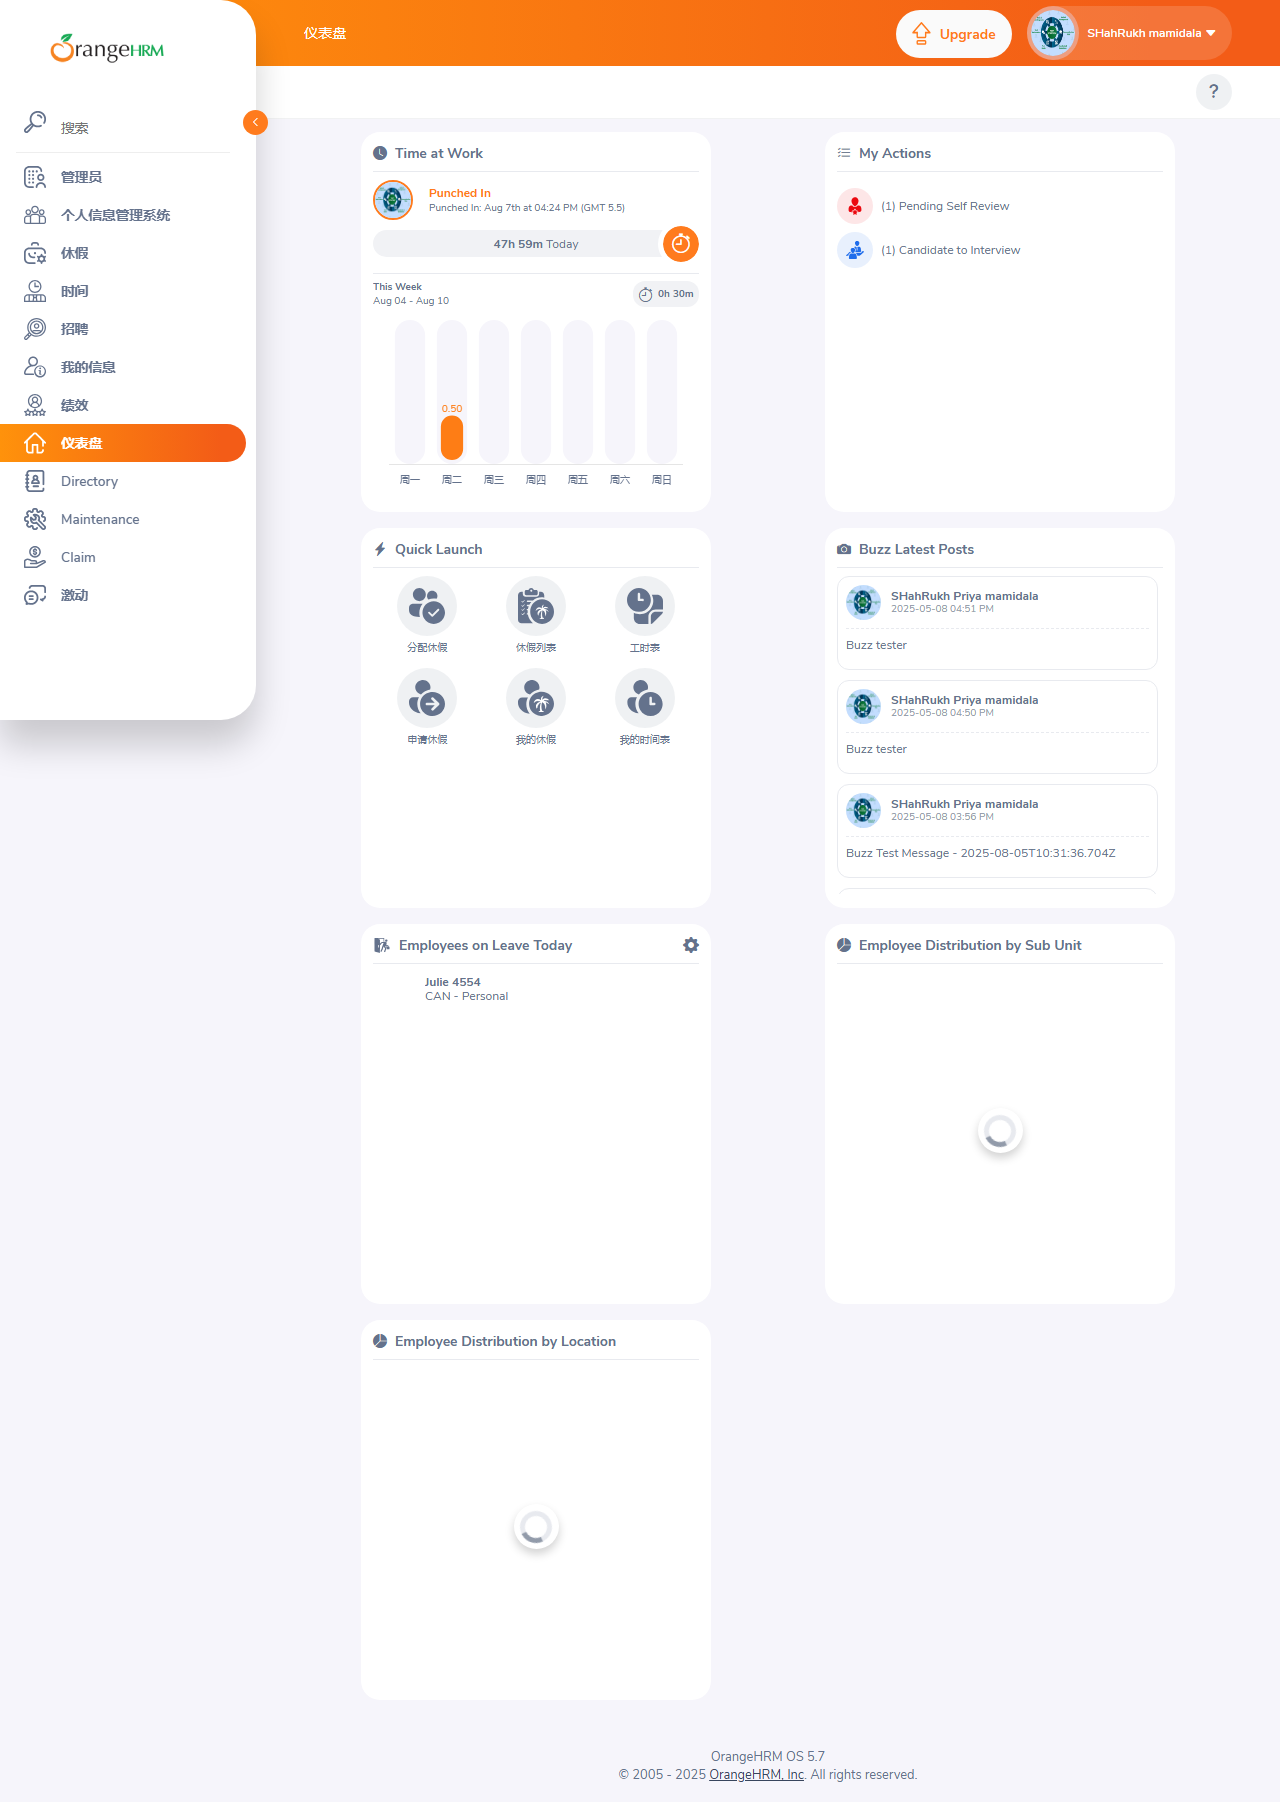 OrangeHRM
仪表盘
Upgrade
SHahRukh mamidala
?
搜索
管理员
个人信息管理系统
休假
时间
招聘
我的信息
绩效
仪表盘
Directory
Maintenance
Claim
激动
Time at Work
Punched In
Punched In: Aug 7th at 04:24 PM (GMT 5.5)
47h 59m Today
This Week
Aug 04 - Aug 10
0h 30m
0.50
周一 周二 周三 周四 周五 周六 周日
My Actions
(1) Pending Self Review
(1) Candidate to Interview
Quick Launch
分配休假 休假列表 工时表
申请休假 我的休假 我的时间表
Buzz Latest Posts
SHahRukh Priya mamidala
2025-05-08 04:51 PM
Buzz tester
SHahRukh Priya mamidala
2025-05-08 04:50 PM
Buzz tester
SHahRukh Priya mamidala
2025-05-08 03:56 PM
Buzz Test Message - 2025-08-05T10:31:36.704Z
Employees on Leave Today
Julie 4554
CAN - Personal
Employee Distribution by Sub Unit
Employee Distribution by Location
OrangeHRM OS 5.7
© 2005 - 2025 OrangeHRM, Inc. All rights reserved.